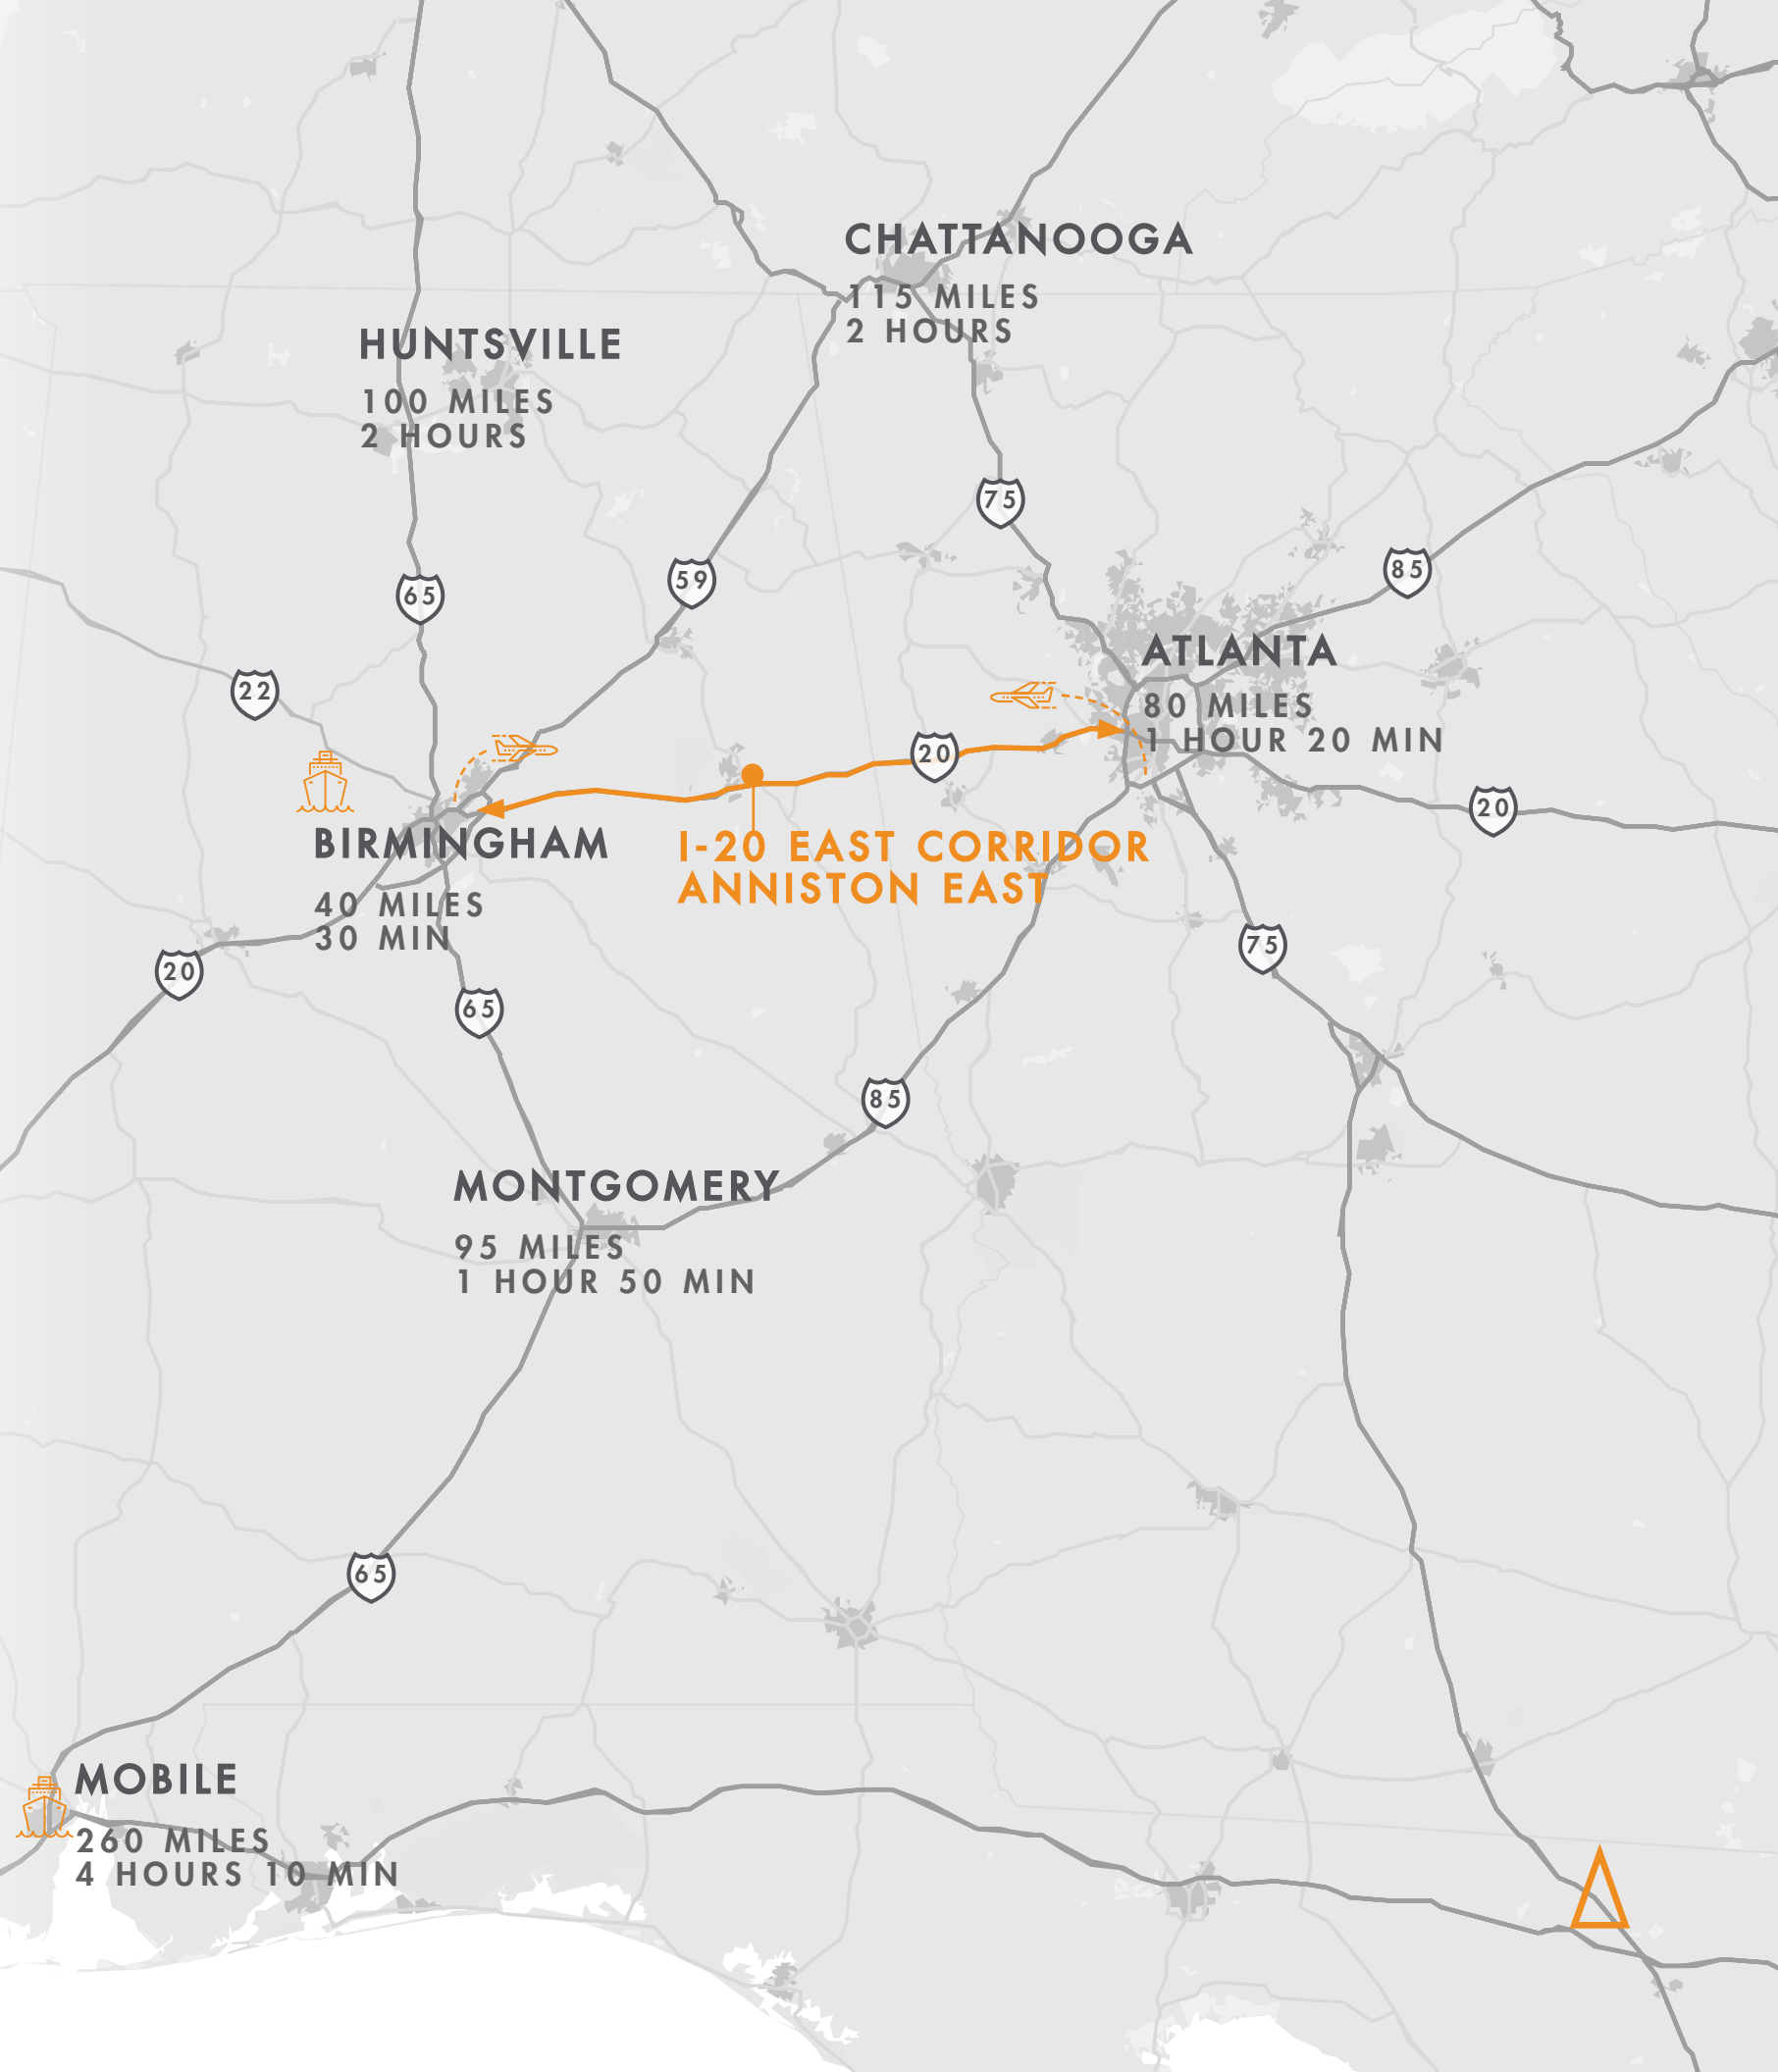 CHATTANOOGA
115 MILES
2 HOURS
HUNTSVILLE
100 MILES
2 HOURS
75
59
85
65
ATLANTA
80 MILES
1 HOUR 20 MIN
22
20
20
BIRMINGHAM
40 MILES
30 MIN
I-20 EAST CORRIDOR
ANNISTON EAST
75
20
65
85
MONTGOMERY
95 MILES
1 HOUR 50 MIN
65
MOBILE
260 MILES
4 HOURS 10 MIN